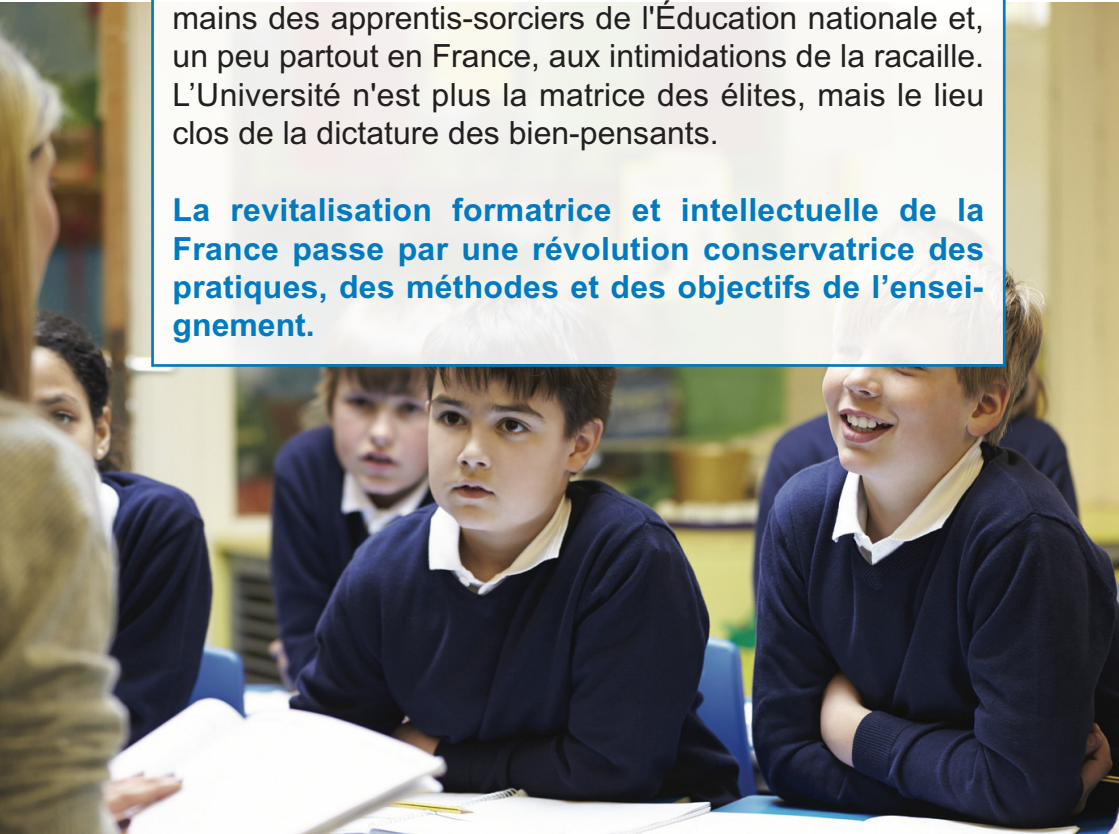 mains des apprentis-sorciers de l'Éducation nationale et,
un peu partout en France, aux intimidations de la racaille.
L’Université n'est plus la matrice des élites, mais le lieu
clos de la dictature des bien-pensants.
La revitalisation formatrice et intellectuelle de la
France passe par une révolution conservatrice des
pratiques, des méthodes et des objectifs de l’ensei-
gnement.